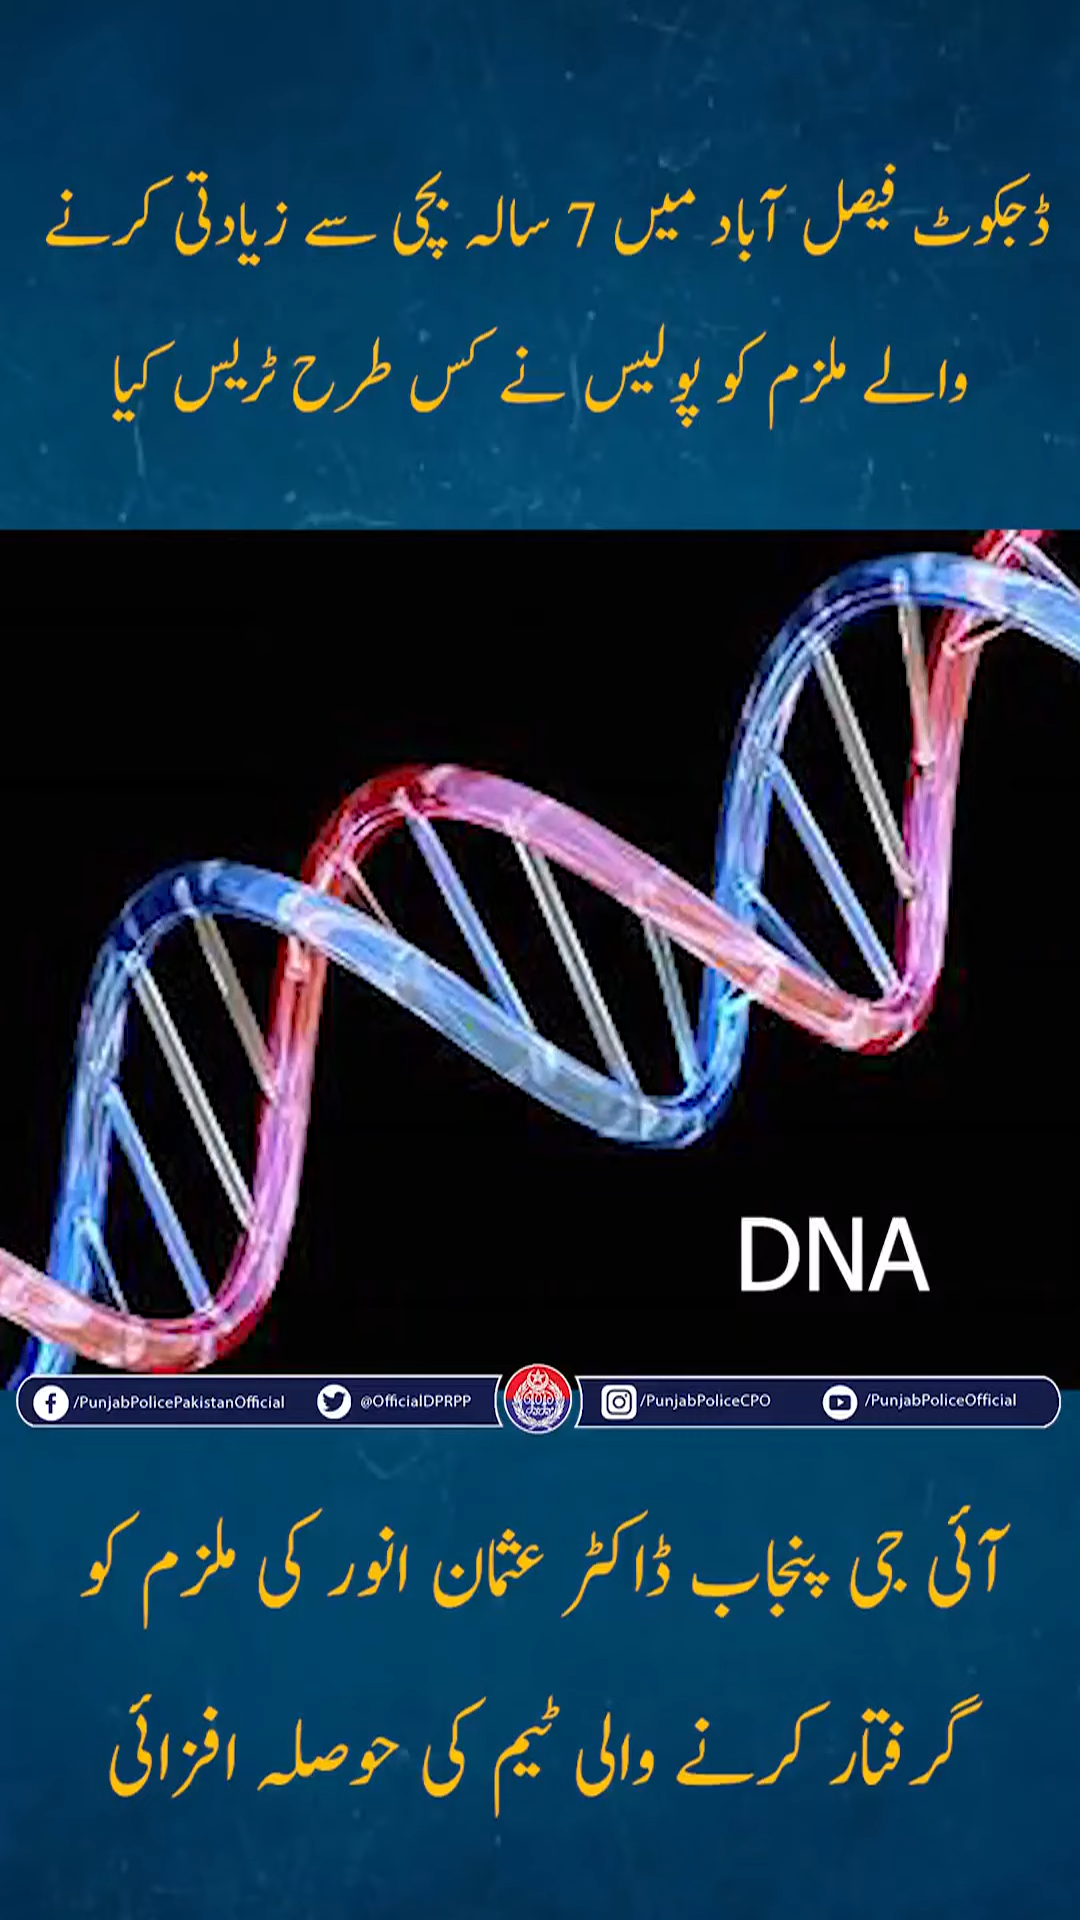 ڈجکوٹ فیصل آباد میں 7 سالہ بچی سے زیادتی کرنے
والے ملزم کو پولیس نے کس طرح ٹریس کیا
DNA
/PunjabPolicePakistanOfficial @OfficialDPRPP /PunjabPoliceCPO /PunjabPoliceOfficial
آئی جی پنجاب ڈاکٹر عثمان انور کی ملزم کو
گرفتار کرنے والی ٹیم کی حوصلہ افزائی